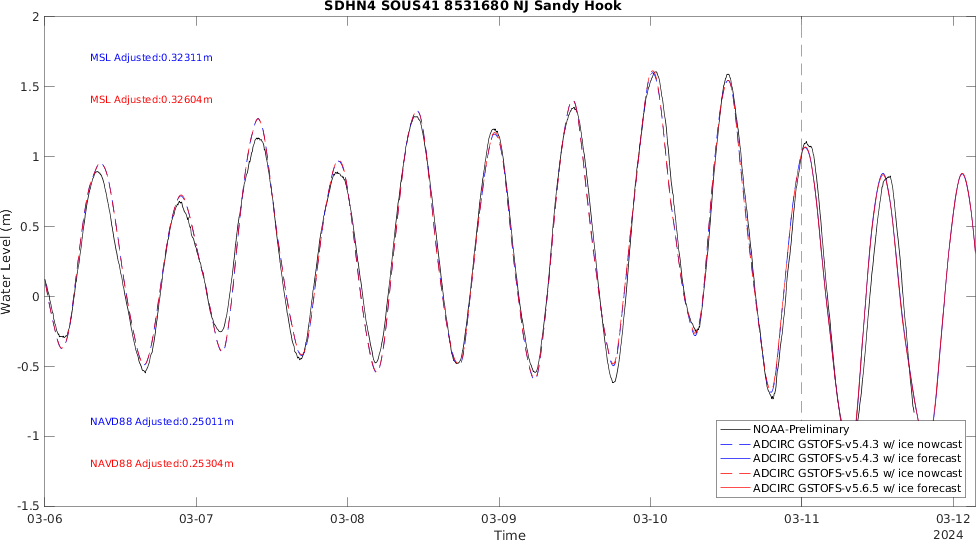 SDHN4 SOUS41 8531680 NJ Sandy Hook
2
1.5
1
0.5
0
-0.5
-1
-1.5
Water Level (m)
MSL Adjusted:0.32311m
MSL Adjusted:0.32604m
NAVD88 Adjusted:0.25011m
NAVD88 Adjusted:0.25304m
NOAA-Preliminary
ADCIRC GSTOFS-v5.4.3 w/ ice nowcast
ADCIRC GSTOFS-v5.4.3 w/ ice forecast
ADCIRC GSTOFS-v5.6.5 w/ ice nowcast
ADCIRC GSTOFS-v5.6.5 w/ ice forecast
03-06 03-07 03-08 03-09 03-10 03-11 03-12
Time
2024